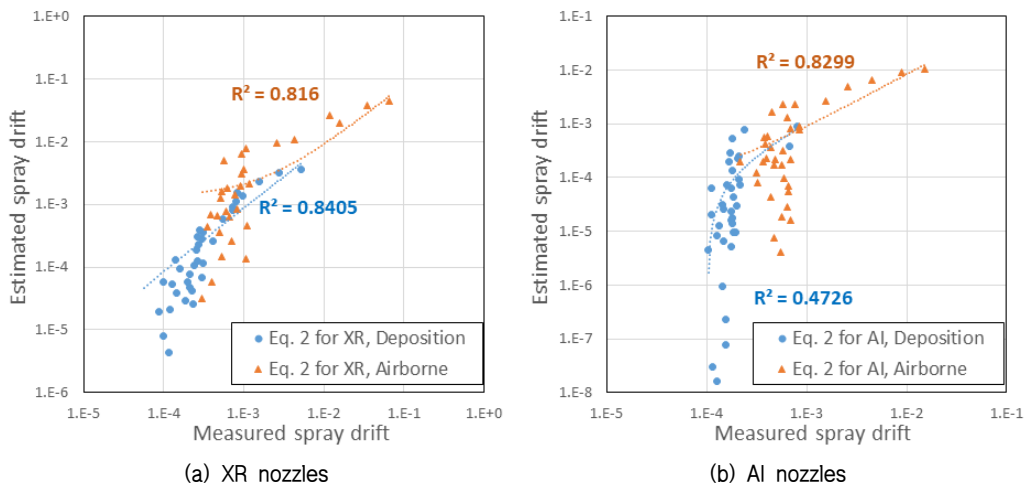 1.E+0
1.E-1
1.E-2
1.E-3
1.E-4
1.E-5
1.E-6
Estimated spray drift
R² = 0.816
R² = 0.8405
Eq. 2 for XR, Deposition
Eq. 2 for XR, Airborne
1.E-5 1.E-4 1.E-3 1.E-2 1.E-1 1.E+0
Measured spray drift
(a) XR nozzles
1.E-1
1.E-2
1.E-3
1.E-4
1.E-5
1.E-6
1.E-7
1.E-8
Estimated spray drift
R² = 0.8299
R² = 0.4726
Eq. 2 for AI, Deposition
Eq. 2 for AI, Airborne
1.E-5 1.E-4 1.E-3 1.E-2 1.E-1
Measured spray drift
(b) AI nozzles